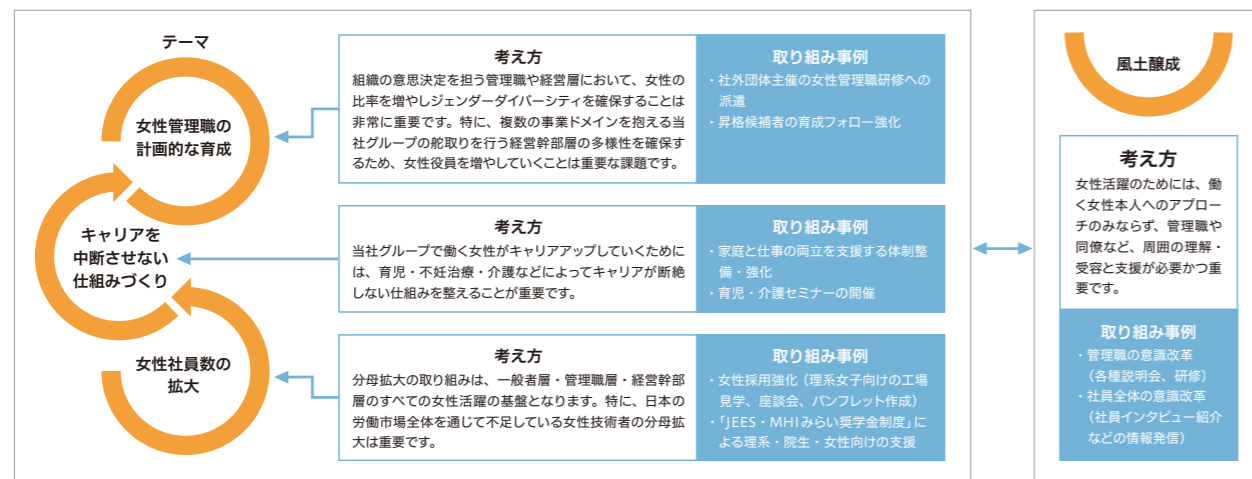 テーマ
女性管理職の
計画的な育成
キャリアを
中断させない
仕組みづくり
女性社員数の
拡大
考え方
組織の意思決定を担う管理職や経営層において、女性の
比率を増やしジェンダーダイバーシティを確保することは
非常に重要です。特に、複数の事業ドメインを抱える当
社グループの舵取りを行う経営幹部層の多様性を確保す
るため、女性役員を増やしていくことは重要な課題です。
取り組み事例
・社外団体主催の女性管理職研修への
派遣
・昇格候補者の育成フォロー強化
考え方
当社グループで働く女性がキャリアアップしていくために
は、育児・不妊治療・介護などによってキャリアが断絶
しない仕組みを整えることが重要です。
取り組み事例
・家庭と仕事の両立を支援する体制整
備・強化
・育児・介護セミナーの開催
考え方
分母拡大の取り組みは、一般者層・管理職層・経営幹部
層のすべての女性活躍の基盤となります。特に、日本の
労働市場全体を通じて不足している女性技術者の分母拡
大は重要です。
取り組み事例
・女性採用強化（理系女子向けの工場
見学、座談会、パンフレット作成）
・「JEES・MHIみらい奨学金制度」に
よる理系・院生・女性向けの支援
風土醸成
考え方
女性活躍のためには、働
く女性本人へのアプロー
チのみならず、管理職や
同僚など、周囲の理解・
受容と支援が必要かつ重
要です。
取り組み事例
・管理職の意識改革
（各種説明会、研修）
・社員全体の意識改革
（社員インタビュー紹介
などの情報発信）